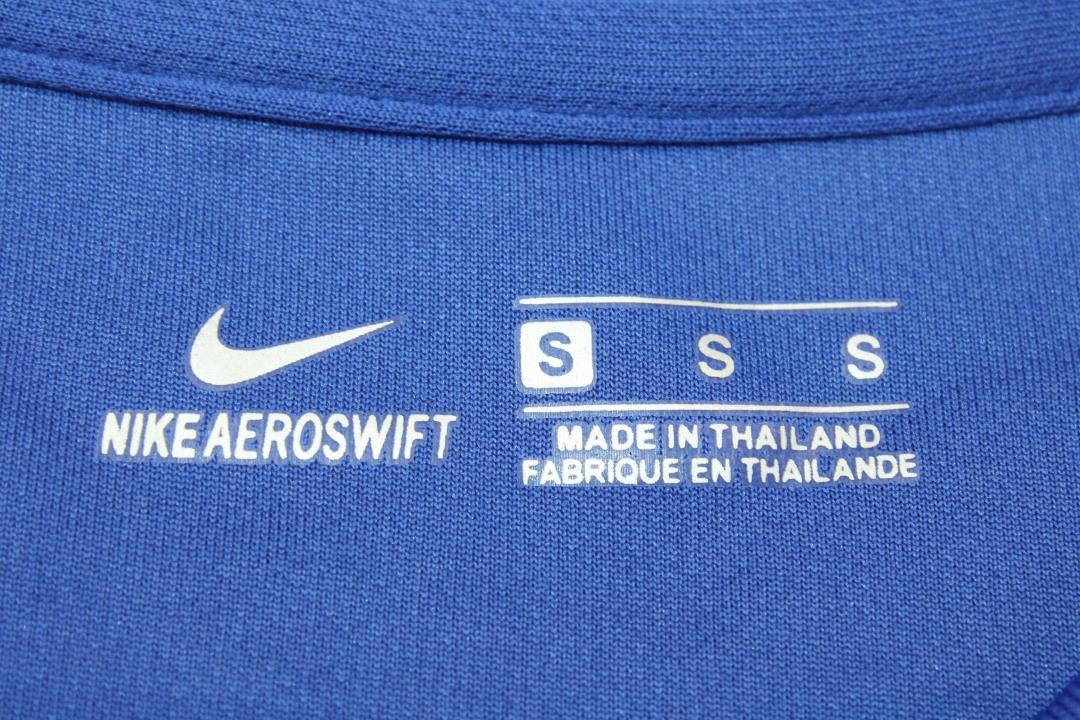 NIKE AEROSWIFT
S S S
MADE IN THAILAND
FABRIQUE EN THAILANDE